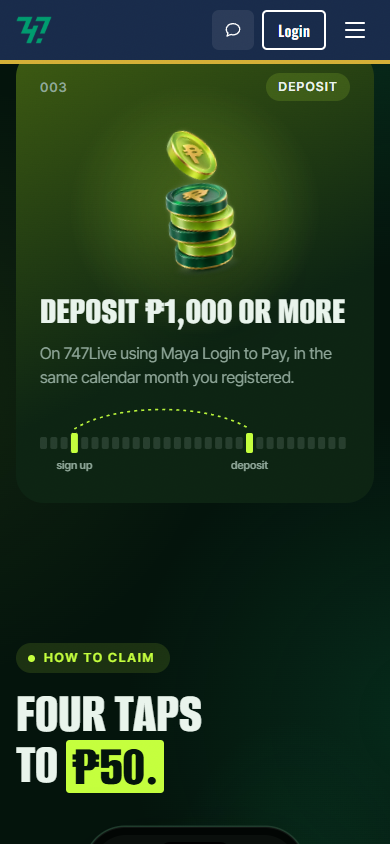 747
Login
003
DEPOSIT
DEPOSIT ₱1,000 OR MORE
On 747Live using Maya Login to Pay, in the
same calendar month you registered.
sign up
deposit
HOW TO CLAIM
FOUR TAPS
TO ₱50.